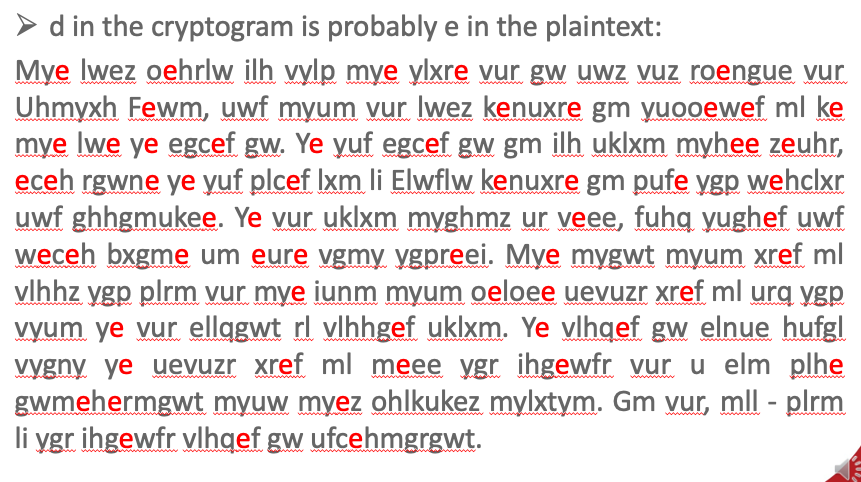 ➢ d in the cryptogram is probably e in the plaintext:
Mye lwez oehrlw ilh vylp mye ylxre vur gw uwz vuz roengue vur
Uhmyxh Fewm, uwf myum vur lwez kenuxre gm yuooewef ml ke
mye lwe ye egcef gw. Ye yuf egcef gw gm ilh uklxm myhee zeuhr,
eceh rgwne ye yuf plcef lxm li Elwflw kenuxre gm pufe ygp wehclxr
uwf ghhgmukee. Ye vur uklxm myghmz ur veee, fuhq yughef uwf
weceh bxgme um eure vgmy ygpreei. Mye mygwt myum xref ml
vlhhz ygp plrm vur mye iunm myum oeloee uevuzr xref ml urq ygp
vyum ye vur ellqgwt rl vlhhgef uklxm. Ye vlhqef gw elnue hufgl
vygny ye uevuzr xref ml meee ygr ihgewfr vur u elm plhe
gwmehermgwt myuw myez ohlkukez mylxtym. Gm vur, mll - plrm
li ygr ihgewfr vlhqef gw ufcehmgrgwt.